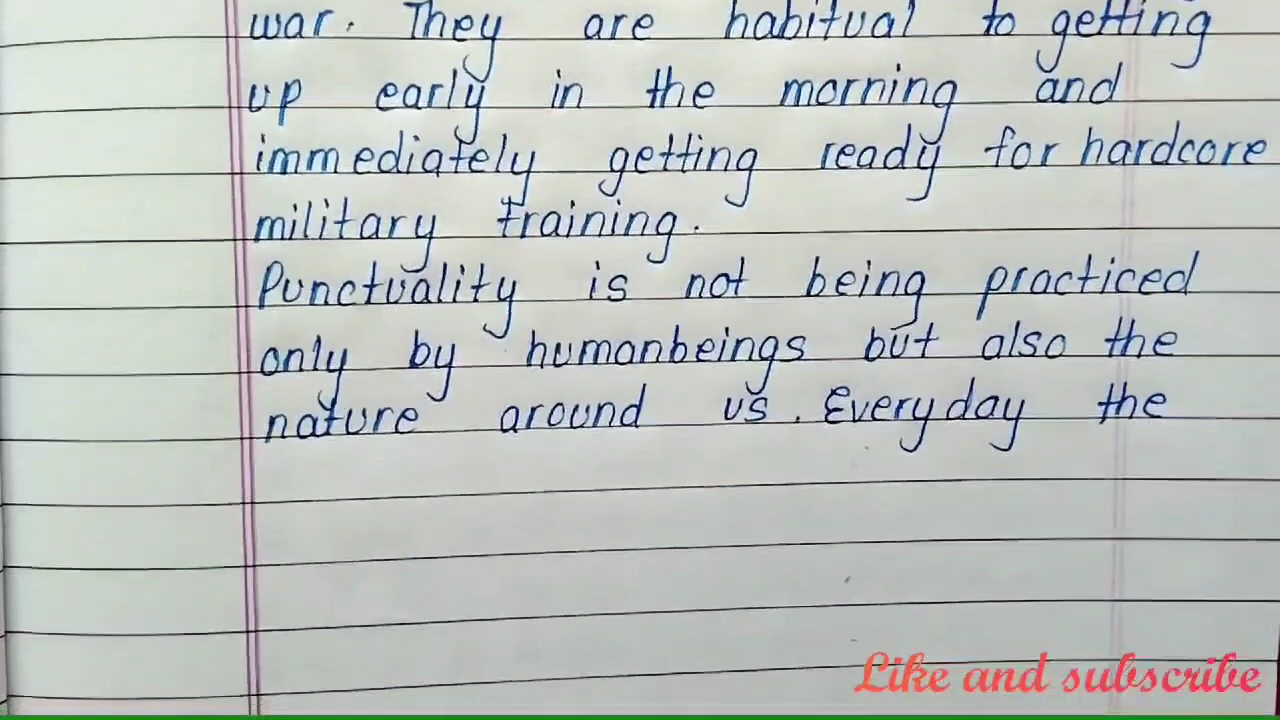 war. They are habitual to getting
up early in the morning and
immediately getting ready for hardcore
military training.
Punctuality is not being practiced
only by humanbeings but also the
nature around us. Everyday the
Like and subscribe